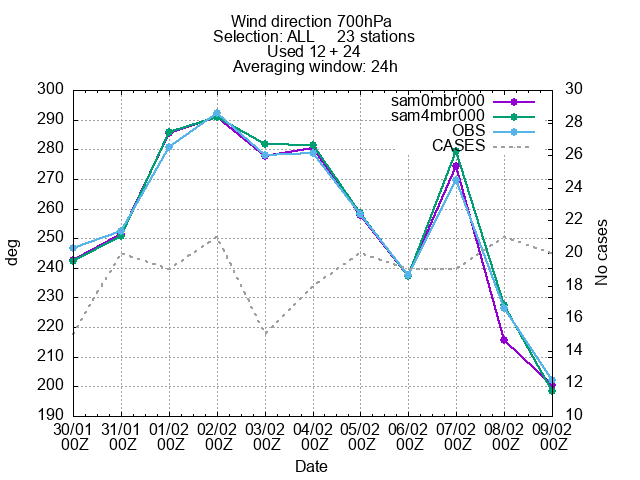 Wind direction 700hPa
Selection: ALL 23 stations
Used 12 + 24
Averaging window: 24h
sam0mbr000
sam4mbr000
OBS
CASES
300
290
280
270
260
250
240
230
220
210
200
190
deg
30
28
26
24
22
20
18
16
14
12
10
No cases
30/01 31/01 01/02 02/02 03/02 04/02 05/02 06/02 07/02 08/02 09/02
00Z 00Z 00Z 00Z 00Z 00Z 00Z 00Z 00Z 00Z 00Z
Date